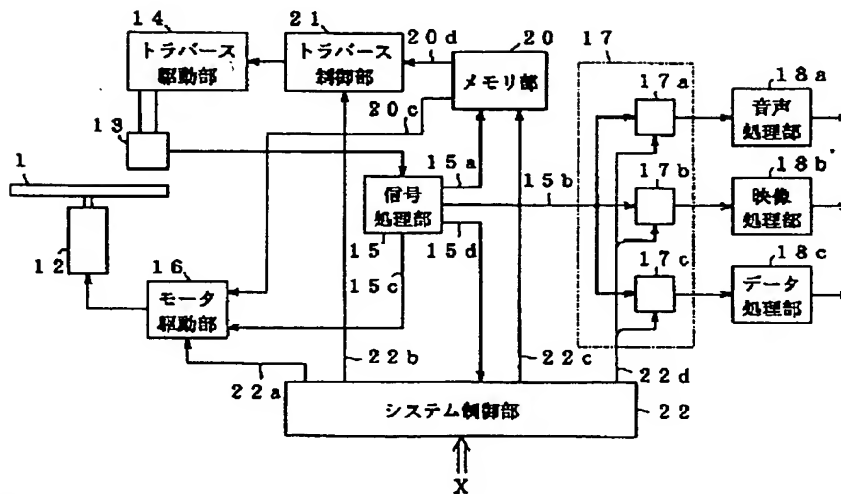 14
21
20
17
トラバース
駆動部
トラバース
制御部
20d
メモリ部
18a
17a
音声
処理部
13
20c
15a
1
信号
処理部
15b
17b
18b
映像
処理部
12
16
15
15d
15c
17c
18c
モータ
駆動部
データ
処理部
22a
22b
22c
22d
システム制御部
22
X